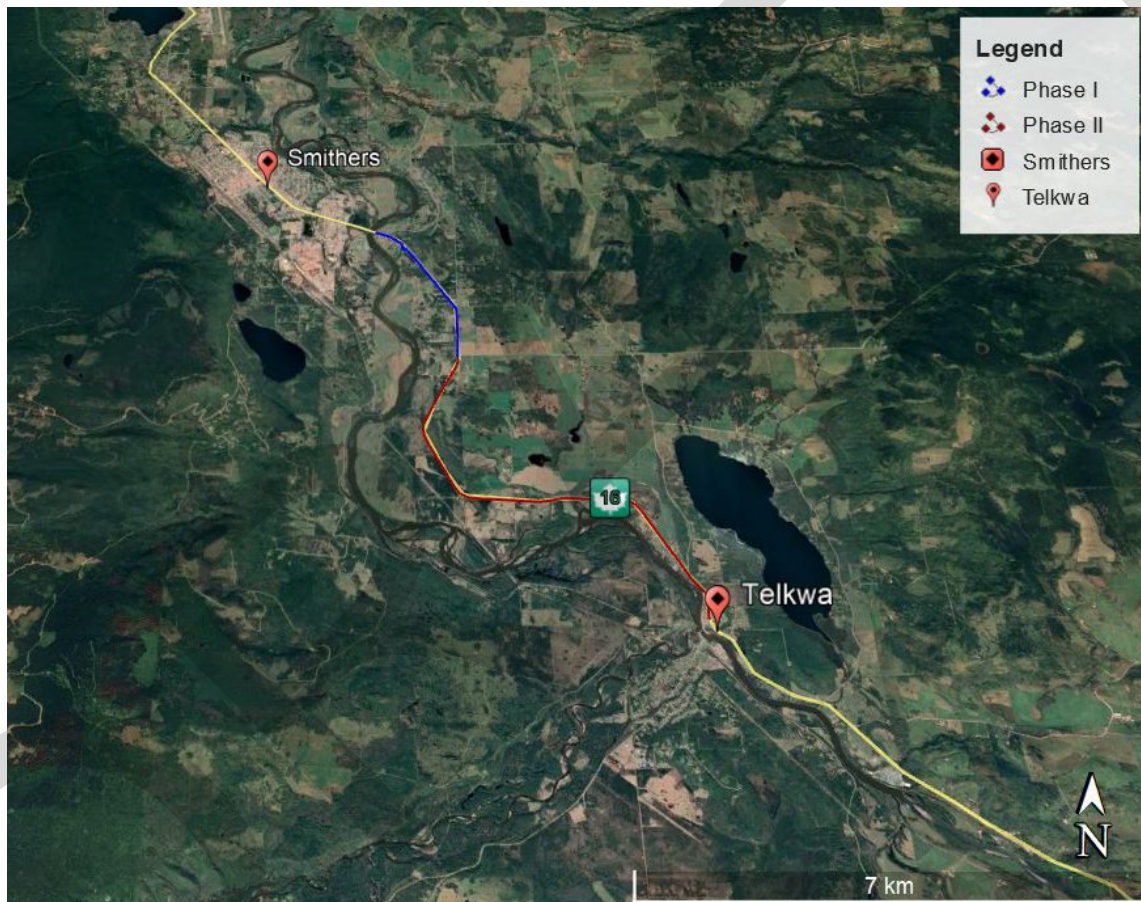 Legend
Phase I
Phase II
Smithers
Telkwa
Smithers
16
Telkwa
N
7 km